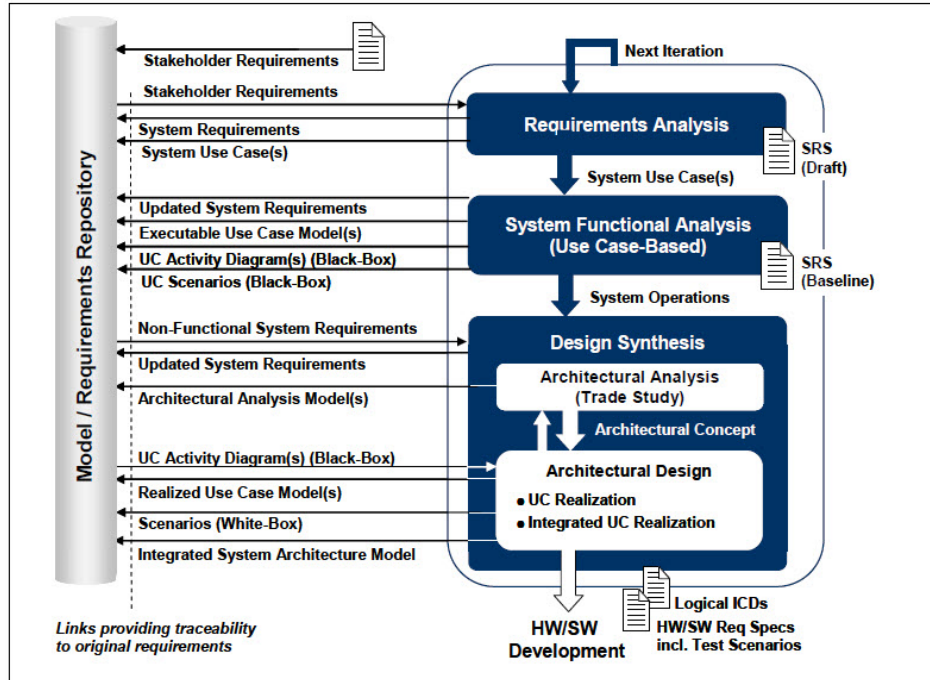 Model / Requirements Repository
Stakeholder Requirements
Next Iteration
Stakeholder Requirements
Requirements Analysis
System Requirements
System Use Case(s)
SRS
(Draft)
System Use Case(s)
Updated System Requirements
System Functional Analysis
(Use Case-Based)
Executable Use Case Model(s)
UC Activity Diagram(s) (Black-Box)
UC Scenarios (Black-Box)
SRS
(Baseline)
System Operations
Non-Functional System Requirements
Design Synthesis
Updated System Requirements
Architectural Analysis
(Trade Study)
Architectural Analysis Model(s)
Architectural Concept
UC Activity Diagram(s) (Black-Box)
Architectural Design
Realized Use Case Model(s)
• UC Realization
• Integrated UC Realization
Scenarios (White-Box)
Integrated System Architecture Model
Links providing traceability
to original requirements
HW/SW
Development
Logical ICDs
HW/SW Req Specs
incl. Test Scenarios